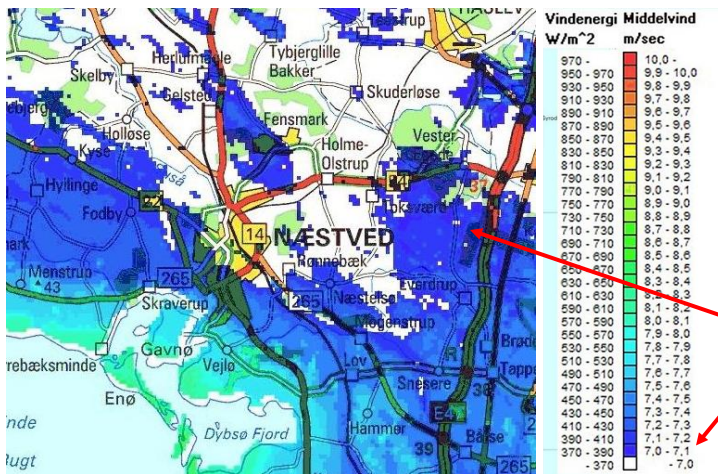 HASLEV
Teestrup
Tybjerglille
Bakker
Herlufmagle
Skelby
Gelsted
Skuderløse
Fensmark
Vester
Holløse
Holme-
Olstrup
Kyse
Hyllinge
22
37
Fodby
Toksværd
14
NÆSTVED
Rønnebæk
Menstrup
43
265
265
Everdrup
Skraverup
Næstelsø
Mogenstrup
Gavnø
Brøde
Vejlø
Lov
R
Tapp
Enø
Snesere
38
E4
Hammer
Dybsø Fjord
39
Bårse
265
Bugt
Vindenergi Middelvind
W/m^2 m/sec
970 - 10,0 -
950 - 970 9,9 - 10,0
930 - 950 9,8 - 9,9
910 - 930 9,7 - 9,8
890 - 910 9,6 - 9,7
870 - 890 9,5 - 9,6
850 - 870 9,4 - 9,5
830 - 850 9,3 - 9,4
810 - 830 9,2 - 9,3
790 - 810 9,1 - 9,2
770 - 790 9,0 - 9,1
750 - 770 8,9 - 9,0
730 - 750 8,8 - 8,9
710 - 730 8,7 - 8,8
690 - 710 8,6 - 8,7
670 - 690 8,5 - 8,6
650 - 670 8,4 - 8,5
630 - 650 8,3 - 8,4
610 - 630 8,2 - 8,3
590 - 610 8,1 - 8,2
570 - 590 8,0 - 8,1
550 - 570 7,9 - 8,0
530 - 550 7,8 - 7,9
510 - 530 7,7 - 7,8
490 - 510 7,6 - 7,7
470 - 490 7,5 - 7,6
450 - 470 7,4 - 7,5
430 - 450 7,3 - 7,4
410 - 430 7,2 - 7,3
390 - 410 7,1 - 7,2
370 - 390 7,0 - 7,1
- 370 - 7,0